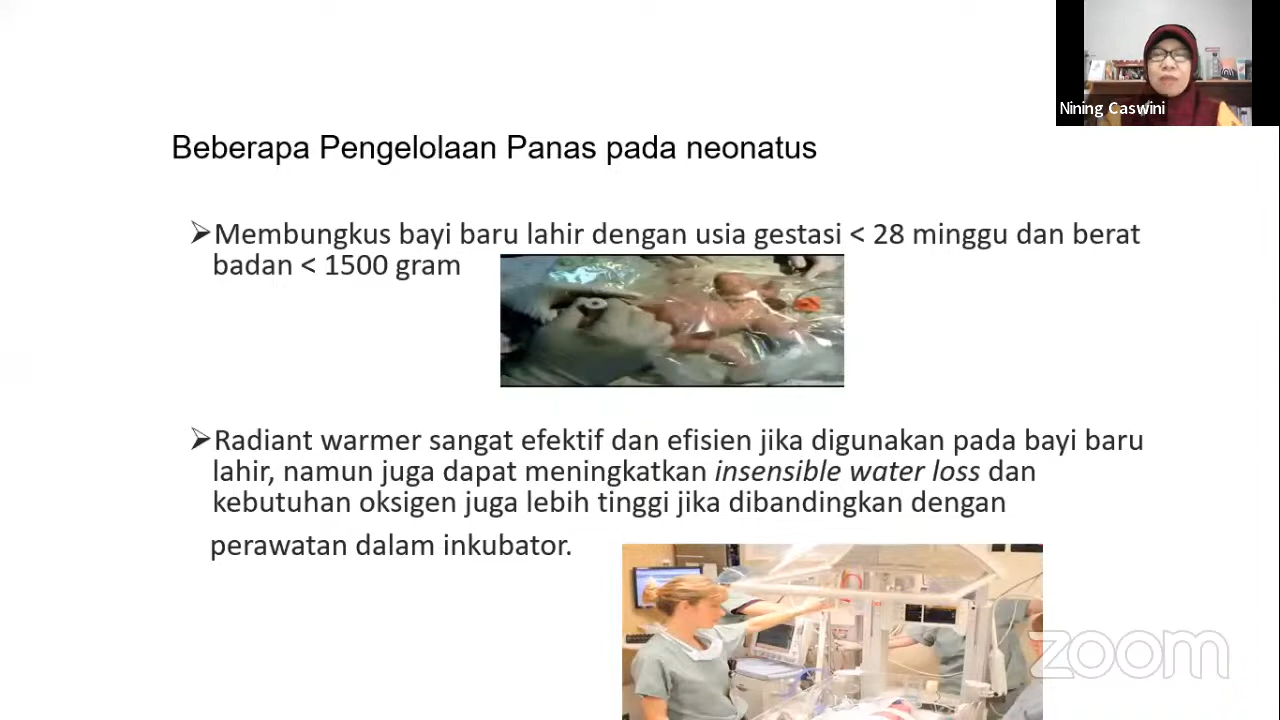 Nining Caswini
Beberapa Pengelolaan Panas pada neonatus
➢Membungkus bayi baru lahir dengan usia gestasi < 28 minggu dan berat
badan < 1500 gram
➢Radiant warmer sangat efektif dan efisien jika digunakan pada bayi baru
lahir, namun juga dapat meningkatkan insensible water loss dan
kebutuhan oksigen juga lebih tinggi jika dibandingkan dengan
perawatan dalam inkubator.
zoom